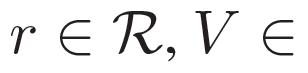 r ∈ ℛ, V ∈